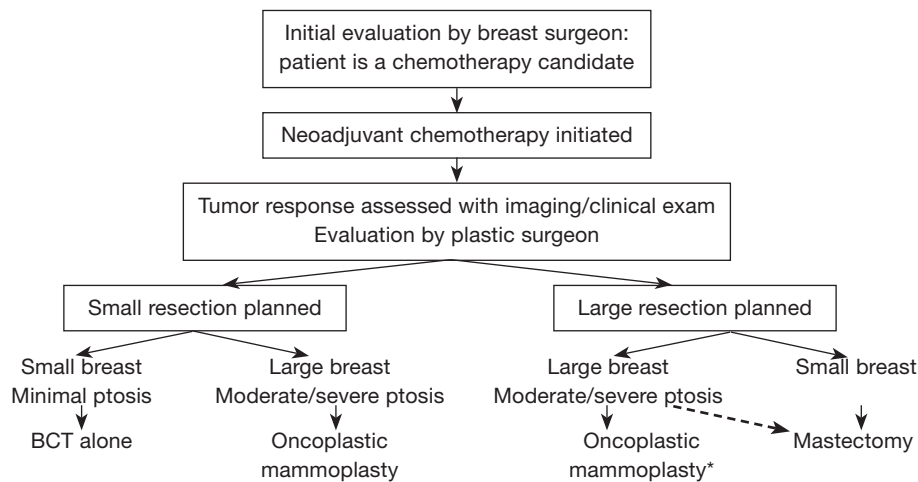 Initial evaluation by breast surgeon:
patient is a chemotherapy candidate
Neoadjuvant chemotherapy initiated
Tumor response assessed with imaging/clinical exam
Evaluation by plastic surgeon
Small resection planned
Large resection planned
Small breast
Minimal ptosis
BCT alone
Large breast
Moderate/severe ptosis
Oncoplastic
mammoplasty
Large breast
Moderate/severe ptosis
Oncoplastic
mammoplasty*
Small breast
Mastectomy